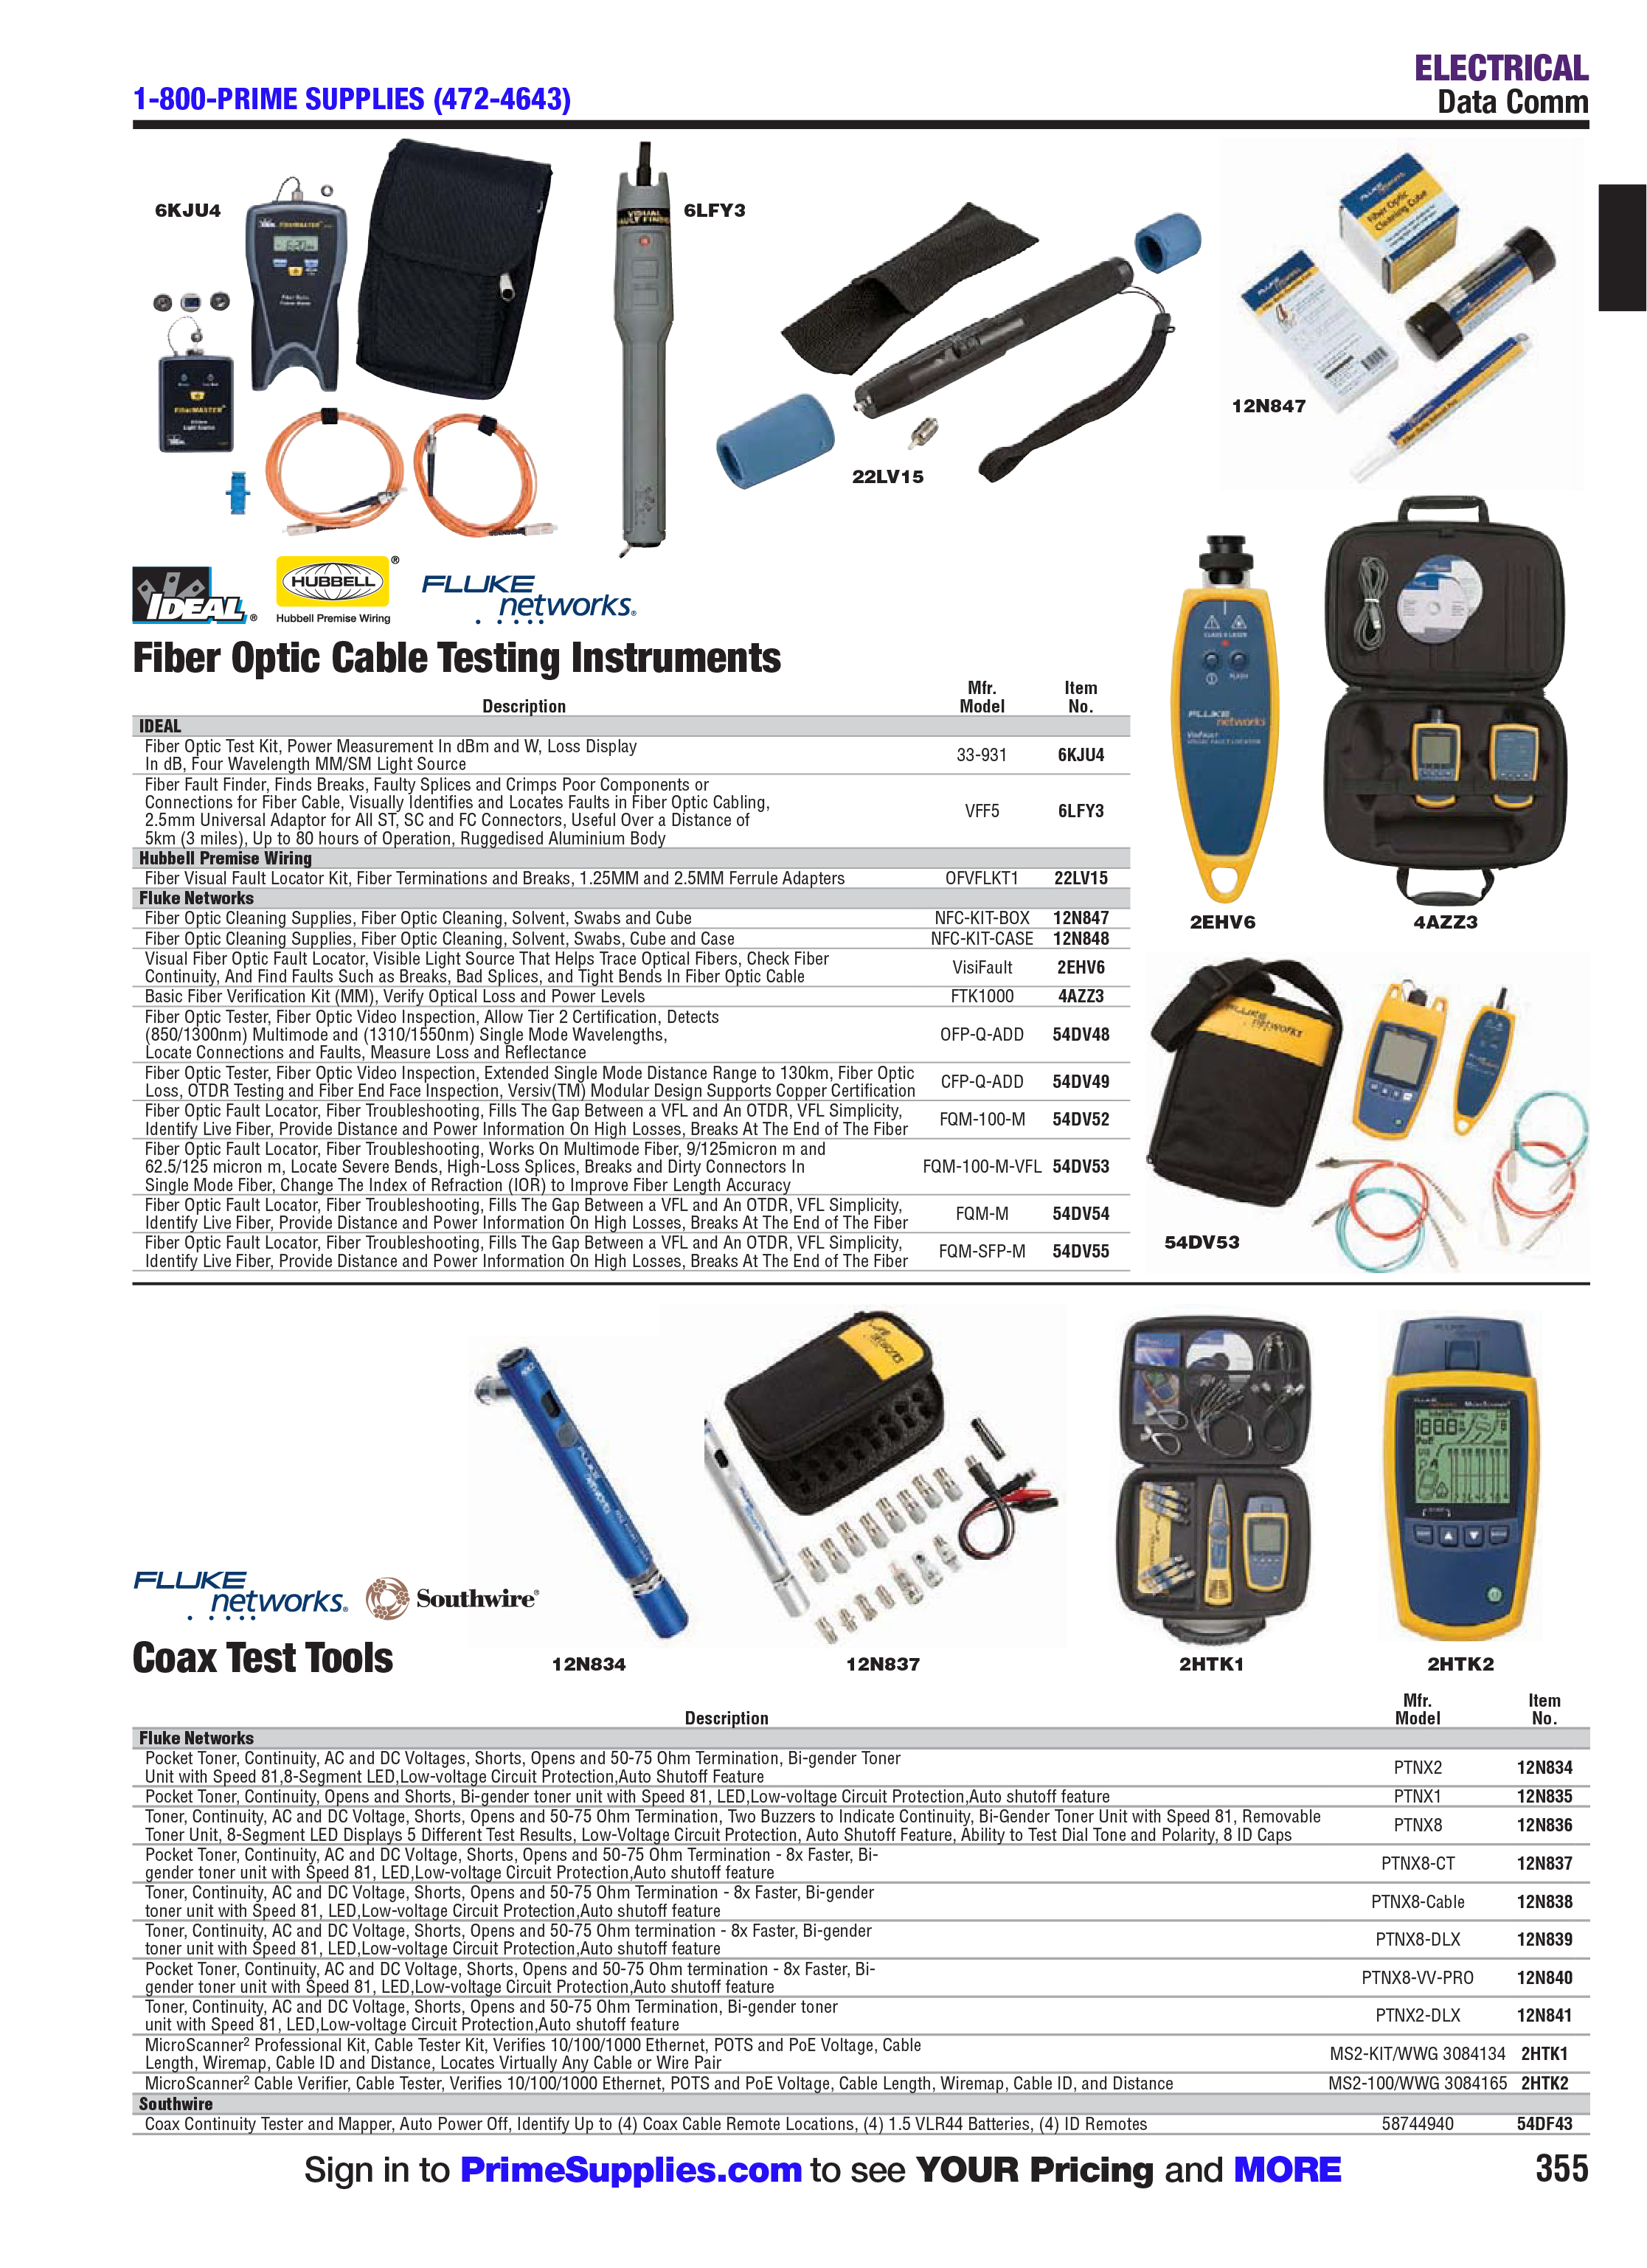 ELECTRICAL
1-800-PRIME SUPPLIES (472-4643)
Data Comm
6KJU4
6LFY3
22LV15
12N847
IDEAL®
HUBBELL®
Hubbell Premise Wiring
FLUKE
networks®
Fiber Optic Cable Testing Instruments
2EHV6
4AZZ3
54DV53
Description
Mfr.
Model
Item
No.
IDEAL
Fiber Optic Test Kit, Power Measurement In dBm and W, Loss Display
In dB, Four Wavelength MM/SM Light Source
33-931 6KJU4
Fiber Fault Finder, Finds Breaks, Faulty Splices and Crimps Poor Components or
Connections for Fiber Cable, Visually Identifies and Locates Faults in Fiber Optic Cabling,
2.5mm Universal Adaptor for All ST, SC and FC Connectors, Useful Over a Distance of
5km (3 miles), Up to 80 hours of Operation, Ruggedised Aluminium Body
VFF5 6LFY3
Hubbell Premise Wiring
Fiber Visual Fault Locator Kit, Fiber Terminations and Breaks, 1.25MM and 2.5MM Ferrule Adapters OFVFLKT1 22LV15
Fluke Networks
Fiber Optic Cleaning Supplies, Fiber Optic Cleaning, Solvent, Swabs and Cube NFC-KIT-BOX 12N847
Fiber Optic Cleaning Supplies, Fiber Optic Cleaning, Solvent, Swabs, Cube and Case NFC-KIT-CASE 12N848
Visual Fiber Optic Fault Locator, Visible Light Source That Helps Trace Optical Fibers, Check Fiber
Continuity, And Find Faults Such as Breaks, Bad Splices, and Tight Bends In Fiber Optic Cable
VisiFault 2EHV6
Basic Fiber Verification Kit (MM), Verify Optical Loss and Power Levels FTK1000 4AZZ3
Fiber Optic Tester, Fiber Optic Video Inspection, Allow Tier 2 Certification, Detects
(850/1300nm) Multimode and (1310/1550nm) Single Mode Wavelengths,
Locate Connections and Faults, Measure Loss and Reflectance
OFP-Q-ADD 54DV48
Fiber Optic Tester, Fiber Optic Video Inspection, Extended Single Mode Distance Range to 130km, Fiber Optic
Loss, OTDR Testing and Fiber End Face Inspection, Versiv(TM) Modular Design Supports Copper Certification
CFP-Q-ADD 54DV49
Fiber Optic Fault Locator, Fiber Troubleshooting, Fills The Gap Between a VFL and An OTDR, VFL Simplicity,
Identify Live Fiber, Provide Distance and Power Information On High Losses, Breaks At The End of The Fiber
FQM-100-M 54DV52
Fiber Optic Fault Locator, Fiber Troubleshooting, Works On Multimode Fiber, 9/125micron m and
62.5/125 micron m, Locate Severe Bends, High-Loss Splices, Breaks and Dirty Connectors In
Single Mode Fiber, Change The Index of Refraction (IOR) to Improve Fiber Length Accuracy
FQM-100-M-VFL 54DV53
Fiber Optic Fault Locator, Fiber Troubleshooting, Fills The Gap Between a VFL and An OTDR, VFL Simplicity,
Identify Live Fiber, Provide Distance and Power Information On High Losses, Breaks At The End of The Fiber
FQM-M 54DV54
Fiber Optic Fault Locator, Fiber Troubleshooting, Fills The Gap Between a VFL and An OTDR, VFL Simplicity,
Identify Live Fiber, Provide Distance and Power Information On High Losses, Breaks At The End of The Fiber
FQM-SFP-M 54DV55
FLUKE
networks®
Southwire®
Coax Test Tools
12N834
12N837
2HTK1
2HTK2
Description
Mfr.
Model
Item
No.
Fluke Networks
Pocket Toner, Continuity, AC and DC Voltages, Shorts, Opens and 50-75 Ohm Termination, Bi-gender Toner
Unit with Speed 81,8-Segment LED,Low-voltage Circuit Protection,Auto Shutoff Feature
PTNX2 12N834
Pocket Toner, Continuity, Opens and Shorts, Bi-gender toner unit with Speed 81, LED,Low-voltage Circuit Protection,Auto shutoff feature PTNX1 12N835
Toner, Continuity, AC and DC Voltage, Shorts, Opens and 50-75 Ohm Termination, Two Buzzers to Indicate Continuity, Bi-Gender Toner Unit with Speed 81, Removable
Toner Unit, 8-Segment LED Displays 5 Different Test Results, Low-Voltage Circuit Protection, Auto Shutoff Feature, Ability to Test Dial Tone and Polarity, 8 ID Caps
PTNX8 12N836
Pocket Toner, Continuity, AC and DC Voltage, Shorts, Opens and 50-75 Ohm Termination - 8x Faster, Bi-
gender toner unit with Speed 81, LED,Low-voltage Circuit Protection,Auto shutoff feature
PTNX8-CT 12N837
Toner, Continuity, AC and DC Voltage, Shorts, Opens and 50-75 Ohm Termination - 8x Faster, Bi-gender
toner unit with Speed 81, LED,Low-voltage Circuit Protection,Auto shutoff feature
PTNX8-Cable 12N838
Toner, Continuity, AC and DC Voltage, Shorts, Opens and 50-75 Ohm termination - 8x Faster, Bi-gender
toner unit with Speed 81, LED,Low-voltage Circuit Protection,Auto shutoff feature
PTNX8-DLX 12N839
Pocket Toner, Continuity, AC and DC Voltage, Shorts, Opens and 50-75 Ohm termination - 8x Faster, Bi-
gender toner unit with Speed 81, LED,Low-voltage Circuit Protection,Auto shutoff feature
PTNX8-VV-PRO 12N840
Toner, Continuity, AC and DC Voltage, Shorts, Opens and 50-75 Ohm Termination, Bi-gender toner
unit with Speed 81, LED,Low-voltage Circuit Protection,Auto shutoff feature
PTNX2-DLX 12N841
MicroScanner² Professional Kit, Cable Tester Kit, Verifies 10/100/1000 Ethernet, POTS and PoE Voltage, Cable
Length, Wiremap, Cable ID and Distance, Locates Virtually Any Cable or Wire Pair
MS2-KIT/WWG 3084134 2HTK1
MicroScanner² Cable Verifier, Cable Tester, Verifies 10/100/1000 Ethernet, POTS and PoE Voltage, Cable Length, Wiremap, Cable ID, and Distance MS2-100/WWG 3084165 2HTK2
Southwire
Coax Continuity Tester and Mapper, Auto Power Off, Identify Up to (4) Coax Cable Remote Locations, (4) 1.5 VLR44 Batteries, (4) ID Remotes 58744940 54DF43
Sign in to PrimeSupplies.com to see YOUR Pricing and MORE
355